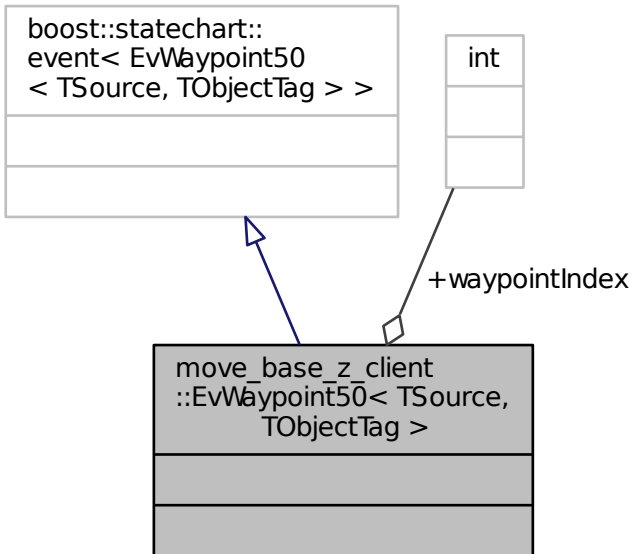 boost::statechart::
event< EvWaypoint50
< TSource, TObjectTag > >
int
+waypointIndex
move_base_z_client
::EvWaypoint50< TSource,
TObjectTag >